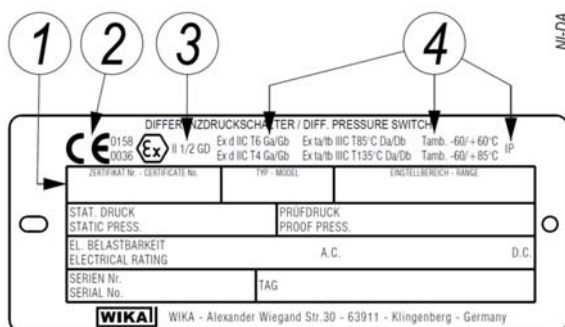 1 2 3 4
NI-DA
DIFFERENZDRUCKSCHALTER / DIFF. PRESSURE SWITCH
CE 0158 Ex II 1/2 GD Ex d IIC T6 Ga/Gb Ex ta/tb IIIC T85°C Da/Db Tamb. -60/+60°C IP
0036 Ex d IIC T4 Ga/Gb Ex ta/tb IIIC T135°C Da/Db Tamb. -60/+85°C
ZERTIFIKAT Nr. - CERTIFICATE No. TYP - MODEL EINSTELLBEREICH - RANGE
STAT. DRUCK PRÜFDRUCK
STATIC PRESS. PROOF PRESS.
EL. BELASTBARKEIT
ELECTRICAL RATING A.C. D.C.
SERIEN Nr. TAG
SERIAL No.
WIKA WIKA - Alexander Wiegand Str.30 - 63911 - Klingenberg - Germany